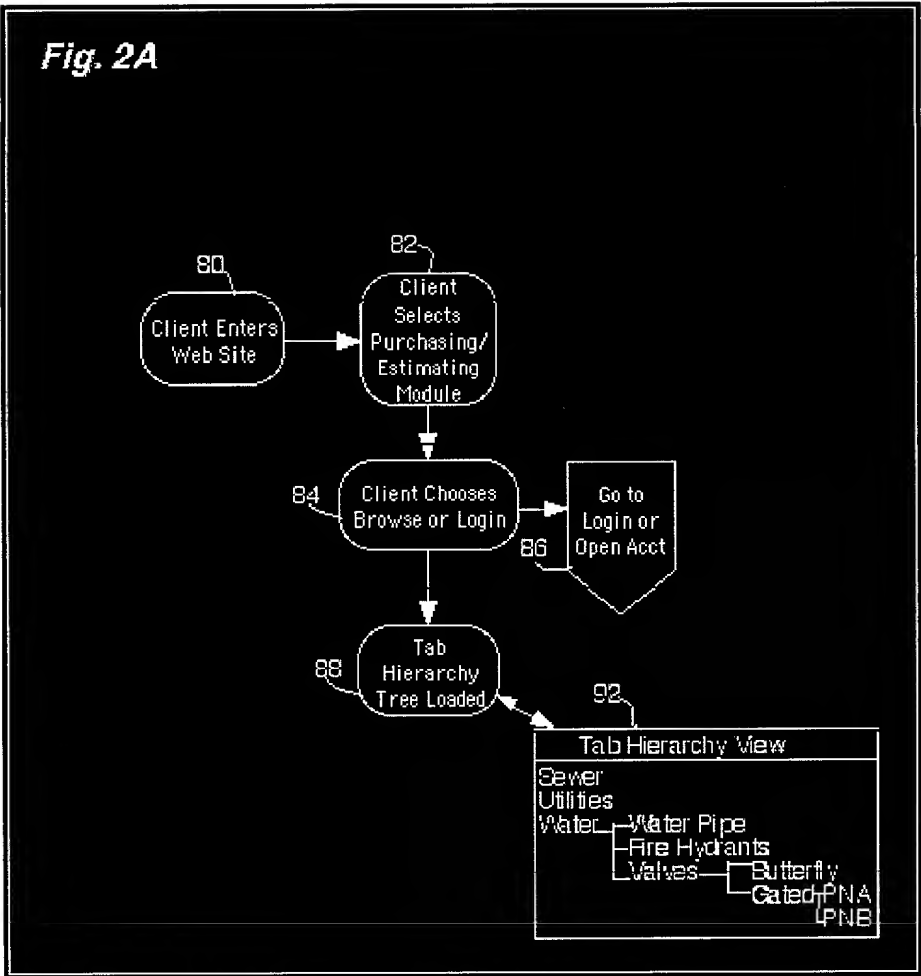 Fig. 2A
80
Client Enters
Web Site
82
Client
Selects
Purchasing/
Estimating
Module
84
Client Chooses
Browse or Login
86
Go to
Login or
Open Acct
88
Tab
Hierarchy
Tree Loaded
92
Tab Hierarchy View
Sewer
Utilities
Water
Water Pipe
Fire Hydrants
Valves
Butterfly
Gated
PNA
PNB